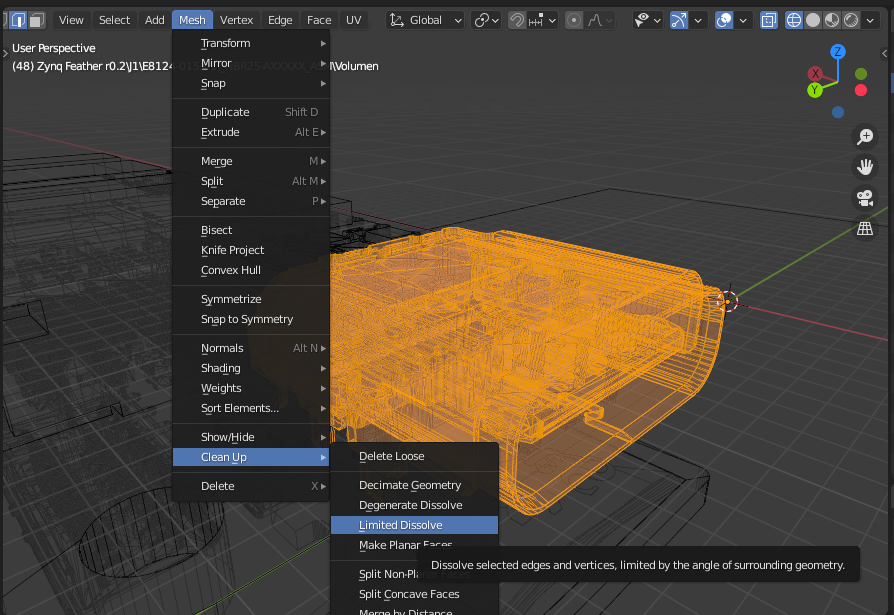 View Select Add Mesh Vertex Edge Face UV Global
User Perspective
(48) Zynq Feather r0.2\J1\E8124 \Volumen
Z
X
Y
Transform
Mirror
Snap
Duplicate Shift D
Extrude Alt E
Merge M
Split Alt M
Separate P
Bisect
Knife Project
Convex Hull
Symmetrize
Snap to Symmetry
Normals Alt N
Shading
Weights
Sort Elements...
Show/Hide
Clean Up
Delete X
Delete Loose
Decimate Geometry
Degenerate Dissolve
Limited Dissolve
Make Planar Faces
Dissolve selected edges and vertices, limited by the angle of surrounding geometry.
Split Non-Planar Faces
Split Concave Faces
Merge by Distance